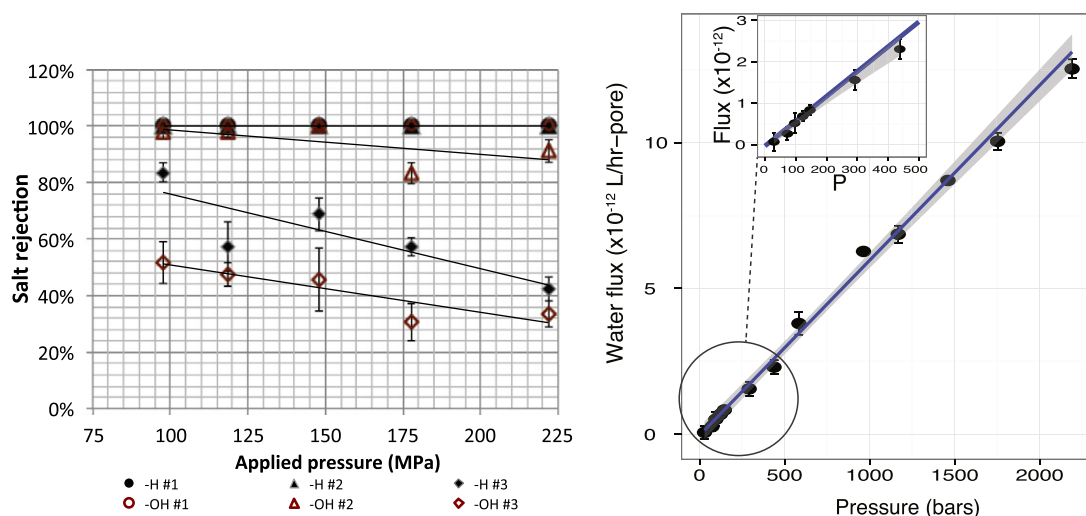 120%
100%
80%
60%
40%
20%
0%
Salt rejection
75 100 125 150 175 200 225
Applied pressure (MPa)
-H #1 -H #2 -H #3
-OH #1 -OH #2 -OH #3
3
2
1
0
Flux (x10⁻¹²)
0 100 200 300 400 500
P
10
5
0
Water flux (x10⁻¹² L/hr-pore)
0 500 1000 1500 2000
Pressure (bars)